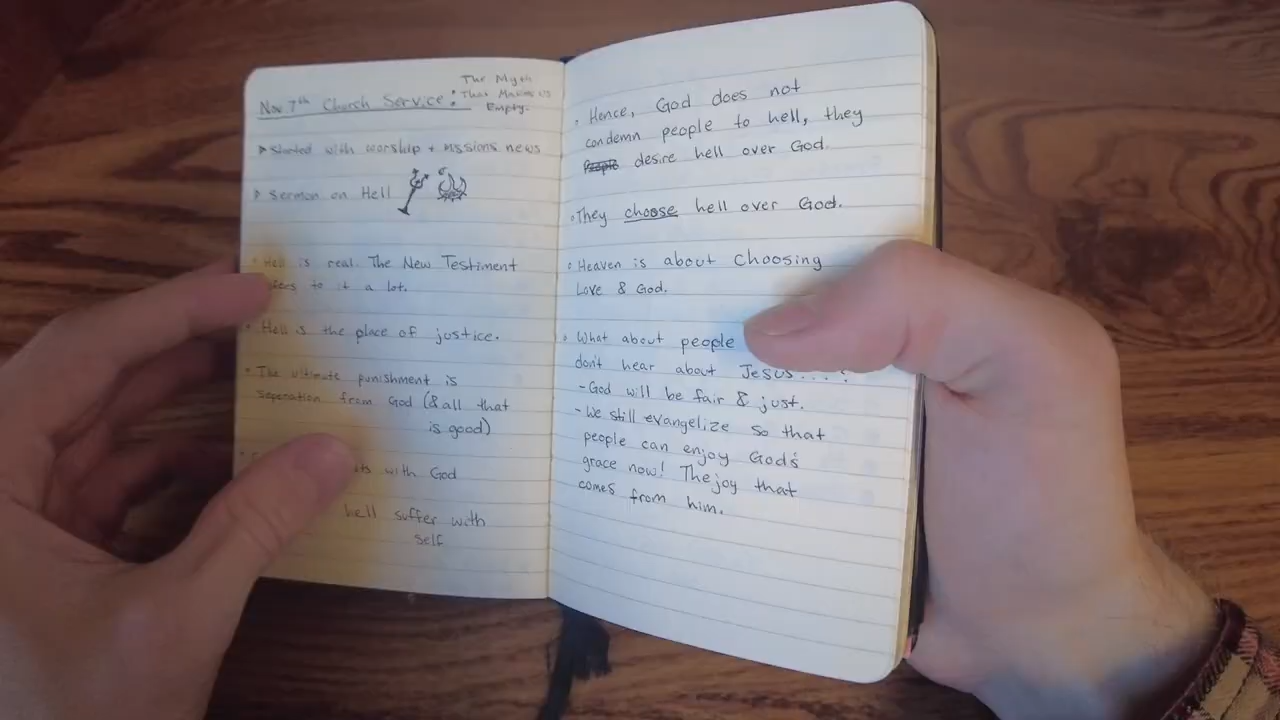 Nov. 7th Church Service:
The Myth
That Makes us
Empty.
Started with worship + missions news
Sermon on Hell
Hell is real. The New Testiment
to it a lot.
Hell is the place of justice.
The ultimate punishment is
seperation from God (& all that
is good)
with God
hell suffer with
self
Hence, God does not
condemn people to hell, they
desire hell over God.
They choose hell over God.
Heaven is about choosing
Love & God.
What about people
don't hear about Jesus....?
- God will be fair & just.
- We still evangelize so that
people can enjoy God's
grace now! The joy that
comes from him.